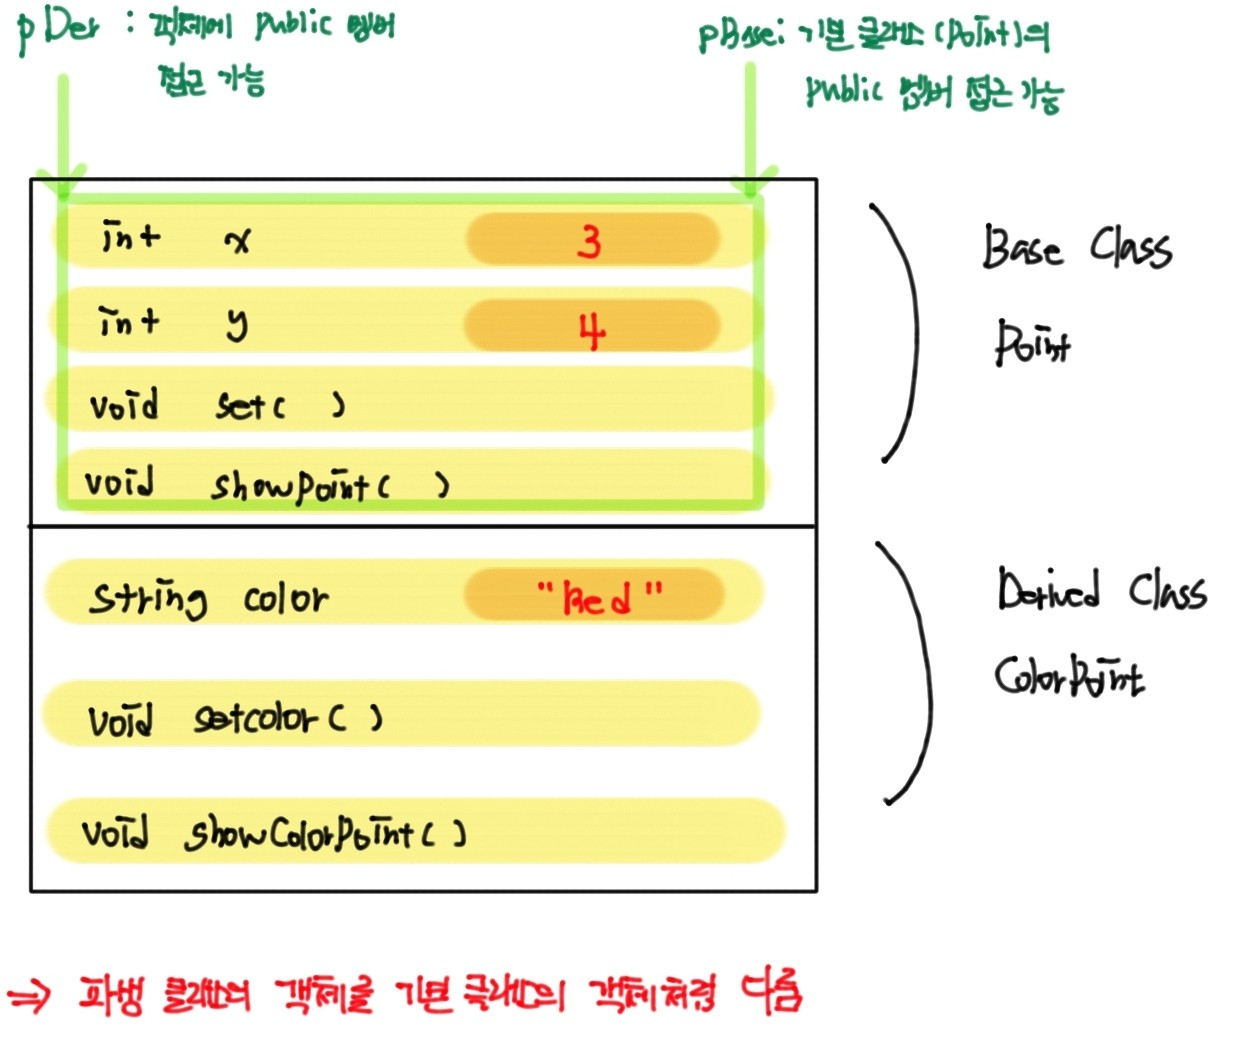 pDer : 객체에 public 멤버
접근 가능
pBase : 기본 클래스 (Point)의
public 멤버 접근 가능
int x 3
int y 4
void set( )
void showpoint( )
string color "Red"
void setcolor( )
void showColorPoint( )
Base Class
Point
Derived Class
ColorPoint
⇒ 파생 클래스의 객체를 기본 클래스의 객체처럼 다룸